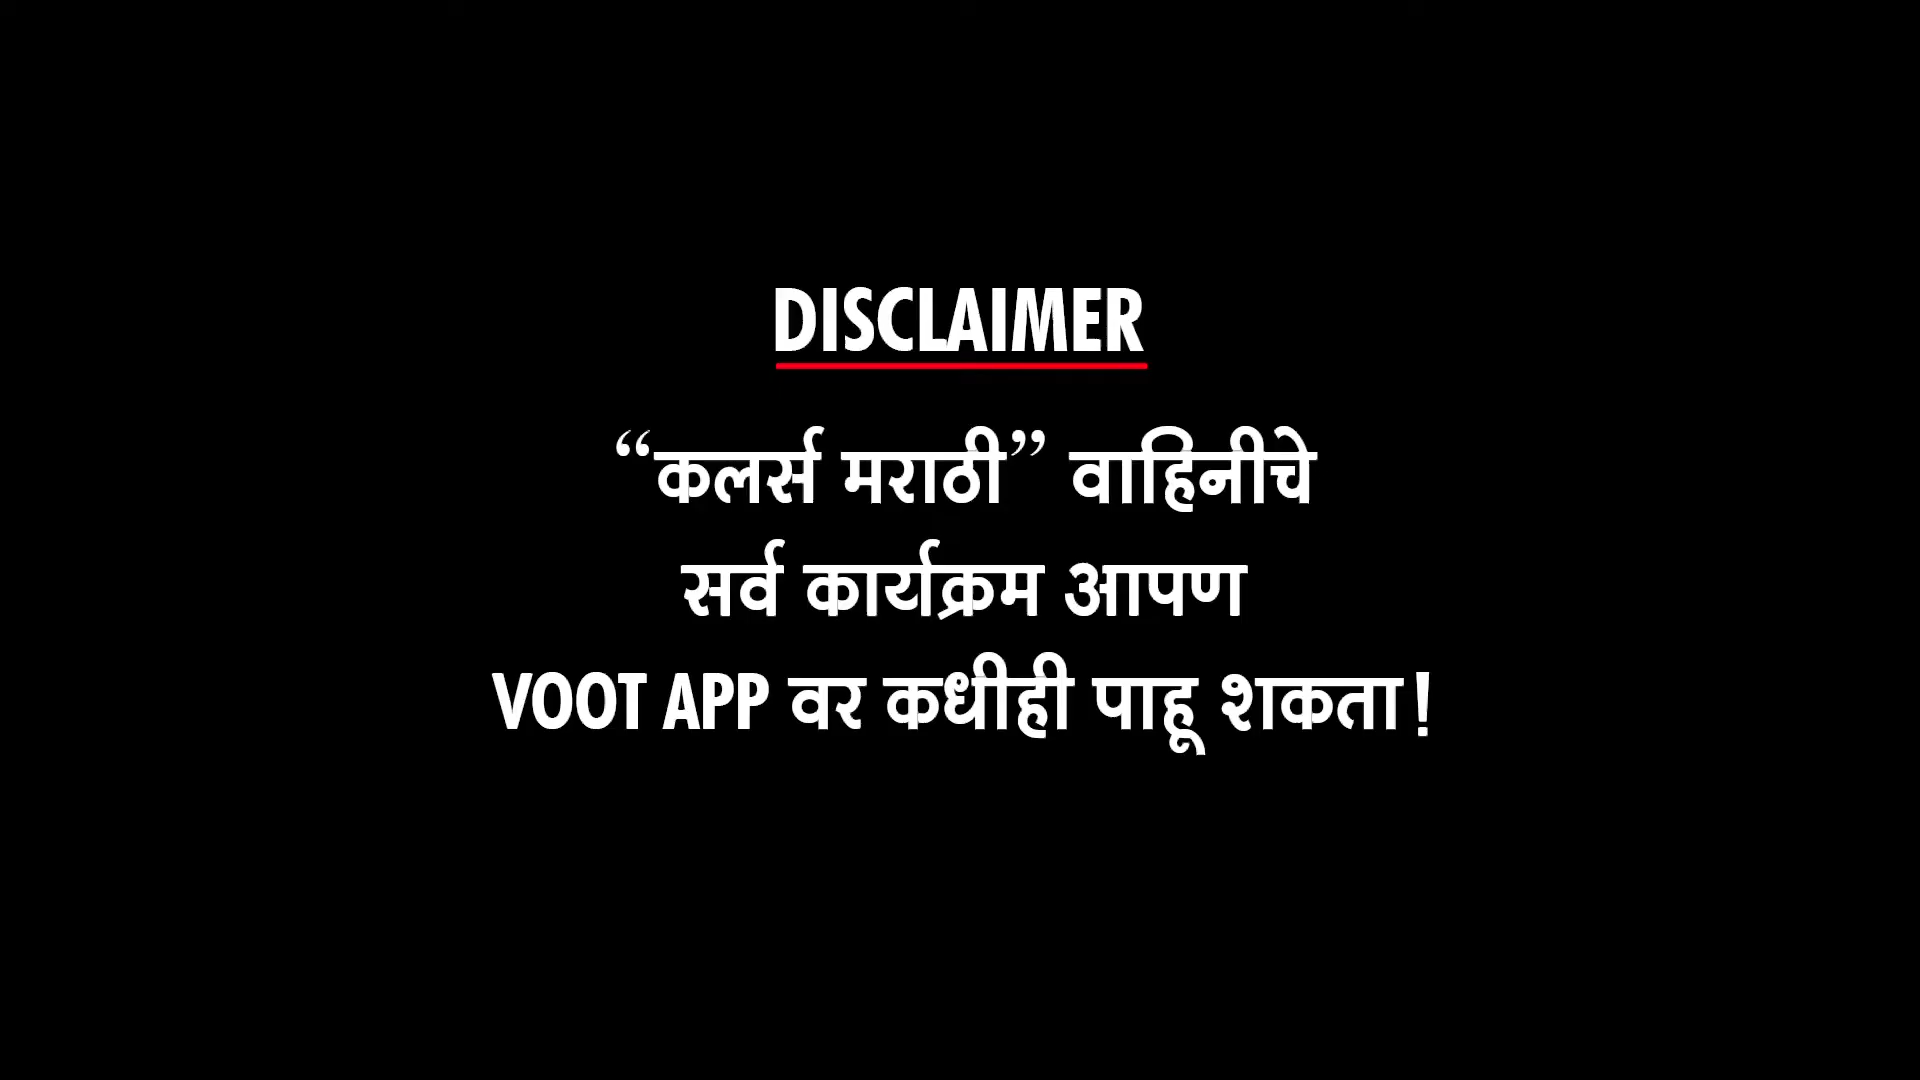 DISCLAIMER
“कलर्स मराठी” वाहिनीचे
सर्व कार्यक्रम आपण
VOOT APP वर कधीही पाहू शकता!